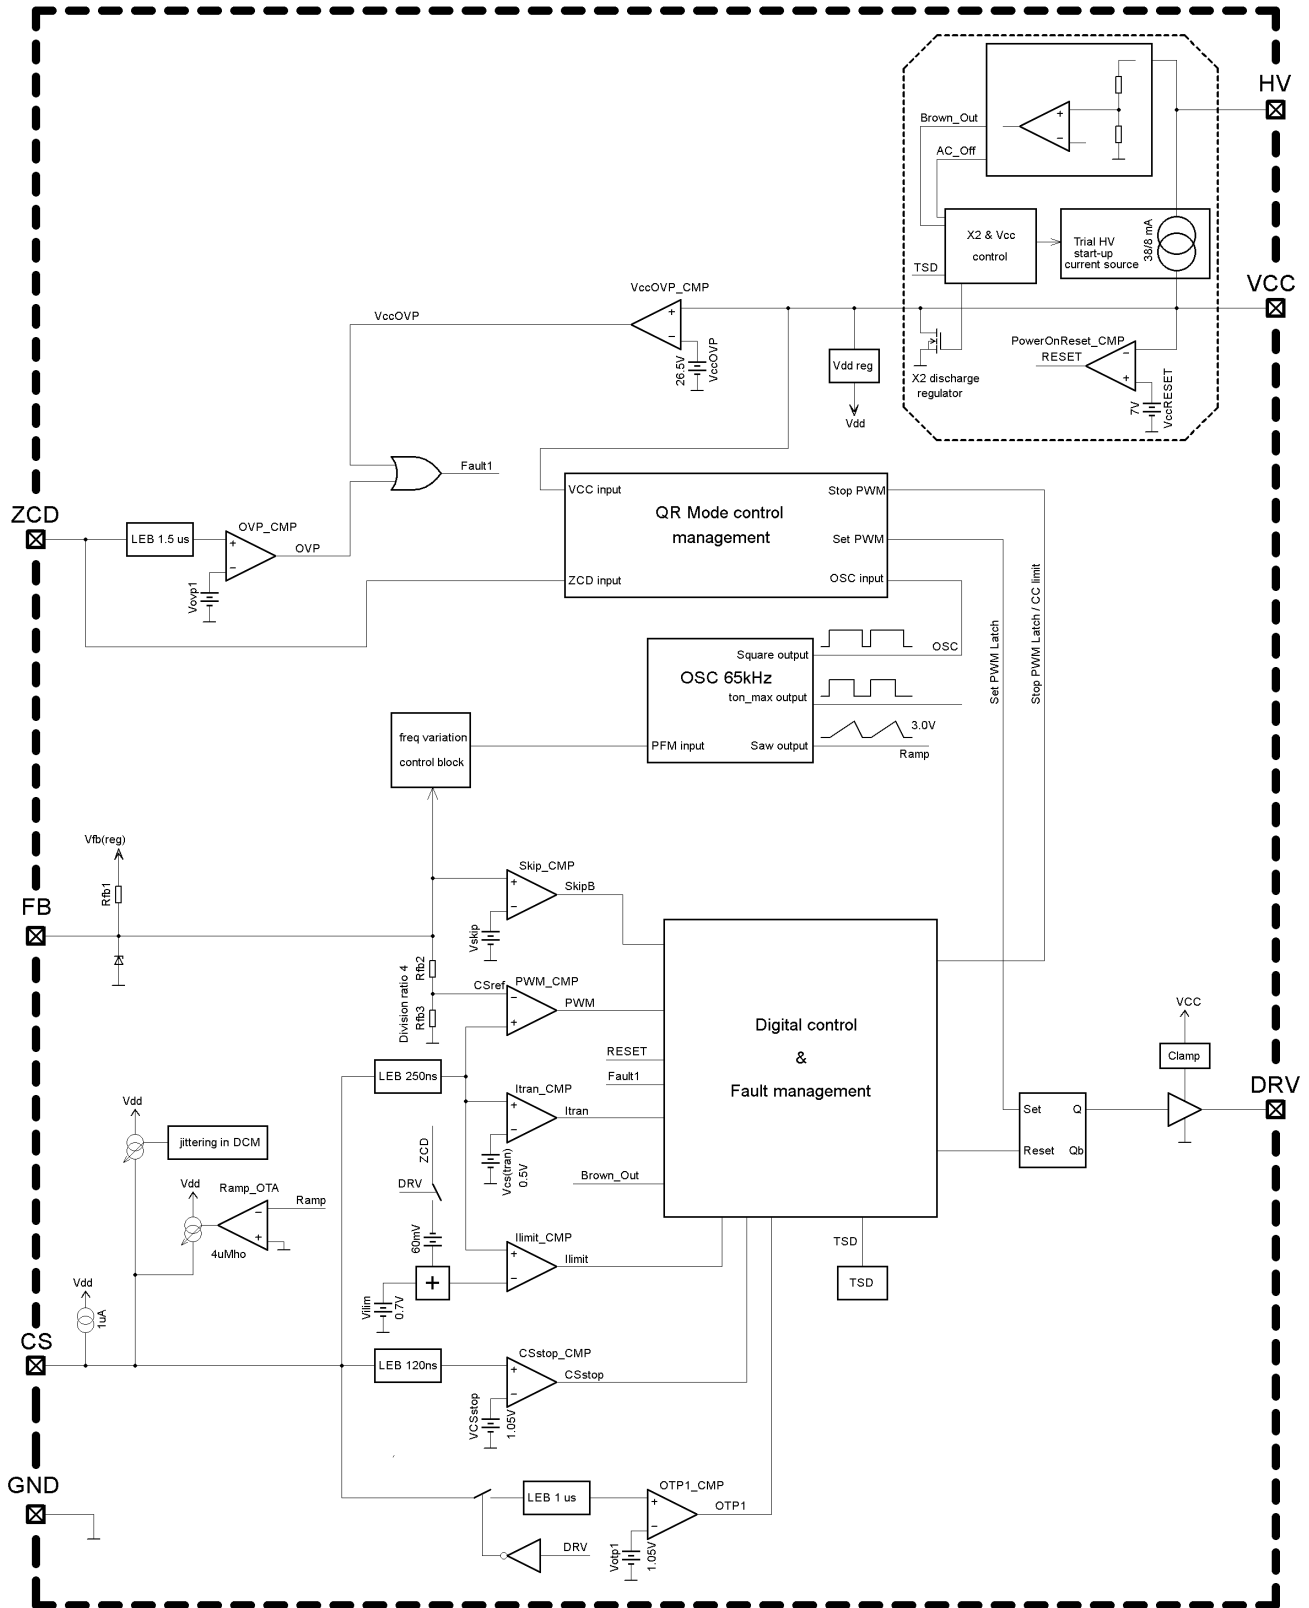 HV
Brown_Out
+
−
AC_Off
X2 & Vcc
control
Trial HV
start-up
current source
38/8 mA
TSD
VCC
VccOVP_CMP
VccOVP
+
−
26.5V
VccOVP
Vdd reg
Vdd
X2 discharge
regulator
PowerOnReset_CMP
RESET
−
+
7V
VccRESET
Fault1
ZCD
LEB 1.5 us
OVP_CMP
+
−
OVP
Vovp1
VCC input
Stop PWM
QR Mode control
management
Set PWM
ZCD input
OSC input
Set PWM Latch
Stop PWM Latch / CC limit
Square output
OSC
OSC 65kHz
ton_max output
PFM input
Saw output
3.0V
Ramp
freq variation
control block
Vfb(reg)
Rfb1
FB
Skip_CMP
+
−
SkipB
Vskip
Division ratio 4
Rfb2
Rfb3
CSref
PWM_CMP
−
+
PWM
Digital control
&
Fault management
RESET
Fault1
LEB 250ns
Itran_CMP
+
−
Itran
Vcs(tran)
0.5V
Brown_Out
VCC
Clamp
DRV
Set
Q
Reset
Qb
Vdd
jittering in DCM
Vdd
Ramp_OTA
−
+
Ramp
4uMho
ZCD
DRV
60mV
+
Vilim
0.7V
Ilimit_CMP
+
−
Ilimit
TSD
TSD
Vdd
1uA
CS
LEB 120ns
CSstop_CMP
+
−
CSstop
VCSstop
1.05V
GND
LEB 1 us
OTP1_CMP
+
−
OTP1
DRV
Votp1
1.05V